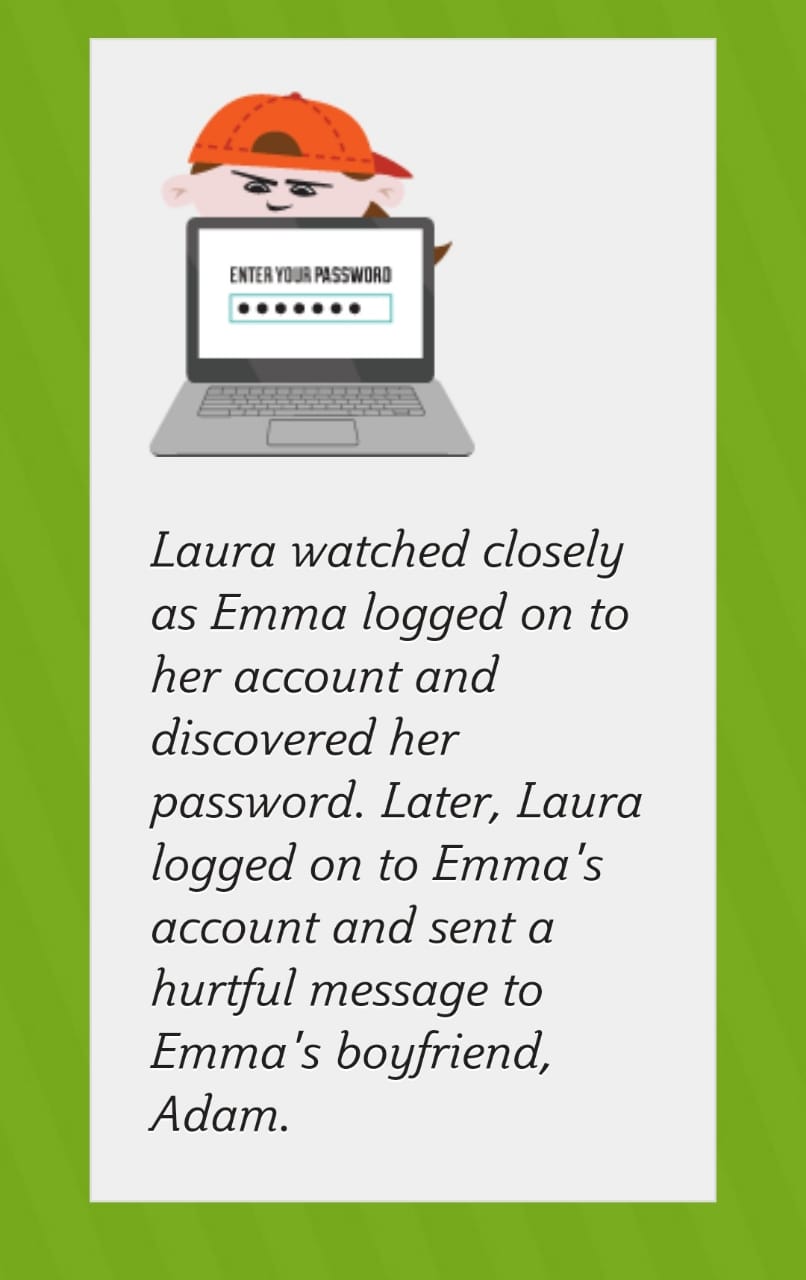 ENTER YOUR PASSWORD
Laura watched closely
as Emma logged on to
her account and
discovered her
password. Later, Laura
logged on to Emma's
account and sent a
hurtful message to
Emma's boyfriend,
Adam.